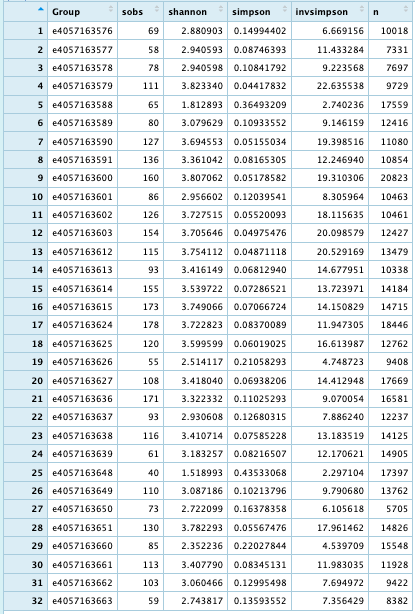 Group sobs shannon simpson invsimpson n
1 e4057163576 69 2.880903 0.14994402 6.669156 10018
2 e4057163577 58 2.940593 0.08746393 11.433284 7331
3 e4057163578 78 2.940598 0.10841792 9.223568 7697
4 e4057163579 111 3.823340 0.04417832 22.635538 9729
5 e4057163588 65 1.812893 0.36493209 2.740236 17559
6 e4057163589 80 3.079629 0.10933552 9.146159 12416
7 e4057163590 127 3.694553 0.05155034 19.398516 11080
8 e4057163591 136 3.361042 0.08165305 12.246940 10854
9 e4057163600 160 3.807062 0.05178581 19.310306 20823
10 e4057163601 86 2.956602 0.12039541 8.305964 10463
11 e4057163602 126 3.727515 0.05520093 18.115635 10461
12 e4057163603 154 3.705646 0.04975476 20.098579 12427
13 e4057163612 115 3.754112 0.04871118 20.529169 13479
14 e4057163613 93 3.416149 0.06812940 14.677951 10338
15 e4057163614 155 3.539722 0.07286521 13.723971 14184
16 e4057163615 173 3.749066 0.07066724 14.150829 14715
17 e4057163624 178 3.722823 0.08370089 11.947305 18446
18 e4057163625 120 3.599599 0.06019025 16.613987 12762
19 e4057163626 55 2.514117 0.21058293 4.748723 9408
20 e4057163627 108 3.418040 0.06938206 14.412948 17669
21 e4057163636 171 3.322332 0.11025293 9.070054 16581
22 e4057163637 93 2.930608 0.12680315 7.886240 12237
23 e4057163638 116 3.410714 0.07585228 13.183519 14125
24 e4057163639 61 3.183257 0.08216507 12.170621 14905
25 e4057163648 40 1.518993 0.43533068 2.297104 17397
26 e4057163649 110 3.087186 0.10213796 9.790680 13762
27 e4057163650 73 2.722099 0.16378358 6.105618 5705
28 e4057163651 130 3.782293 0.05567476 17.961462 14826
29 e4057163660 85 2.352236 0.22027844 4.539709 15548
30 e4057163661 113 3.407790 0.08345131 11.983035 11928
31 e4057163662 103 3.060466 0.12995498 7.694972 9422
32 e4057163663 59 2.743817 0.13593552 7.356429 8382